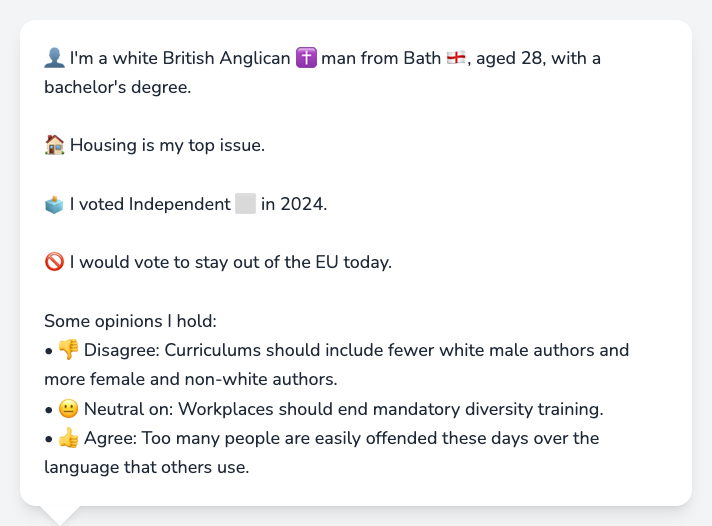 👤 I'm a white British Anglican ✝️ man from Bath 🏴󠁧󠁢󠁥󠁮󠁧󠁿, aged 28, with a
bachelor's degree.
🏠 Housing is my top issue.
🗳️ I voted Independent ⬜ in 2024.
🚫 I would vote to stay out of the EU today.
Some opinions I hold:
• 👎 Disagree: Curriculums should include fewer white male authors and
more female and non-white authors.
• 😐 Neutral on: Workplaces should end mandatory diversity training.
• 👍 Agree: Too many people are easily offended these days over the
language that others use.